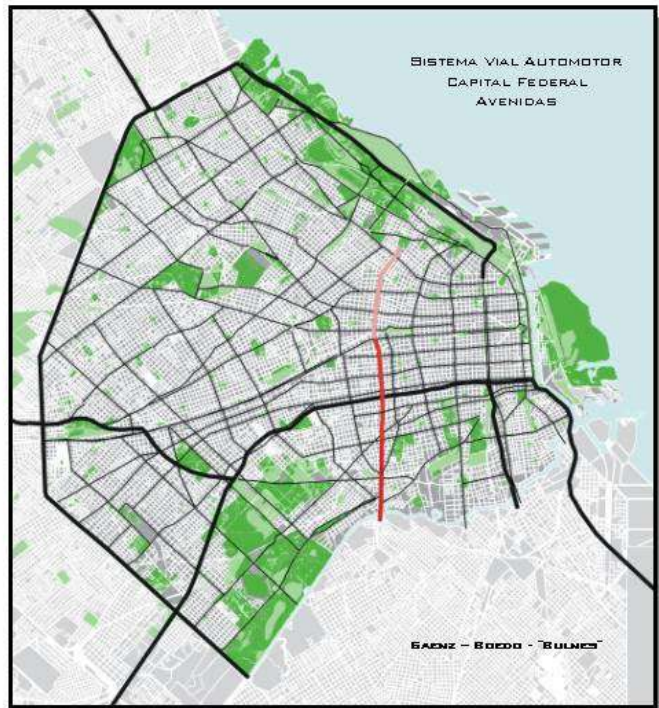 SISTEMA VIAL AUTOMOTOR
CAPITAL FEDERAL
AVENIDAS
SAENZ – BOEDO - "BULNES"